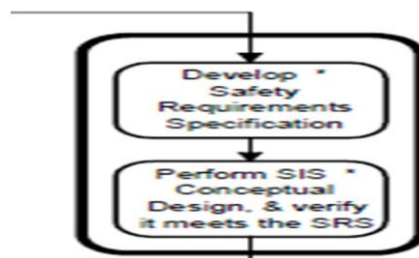 Develop *
Safety
Requirements
Specification
Perform SIS *
Conceptual
Design, & verify
it meets the SRS